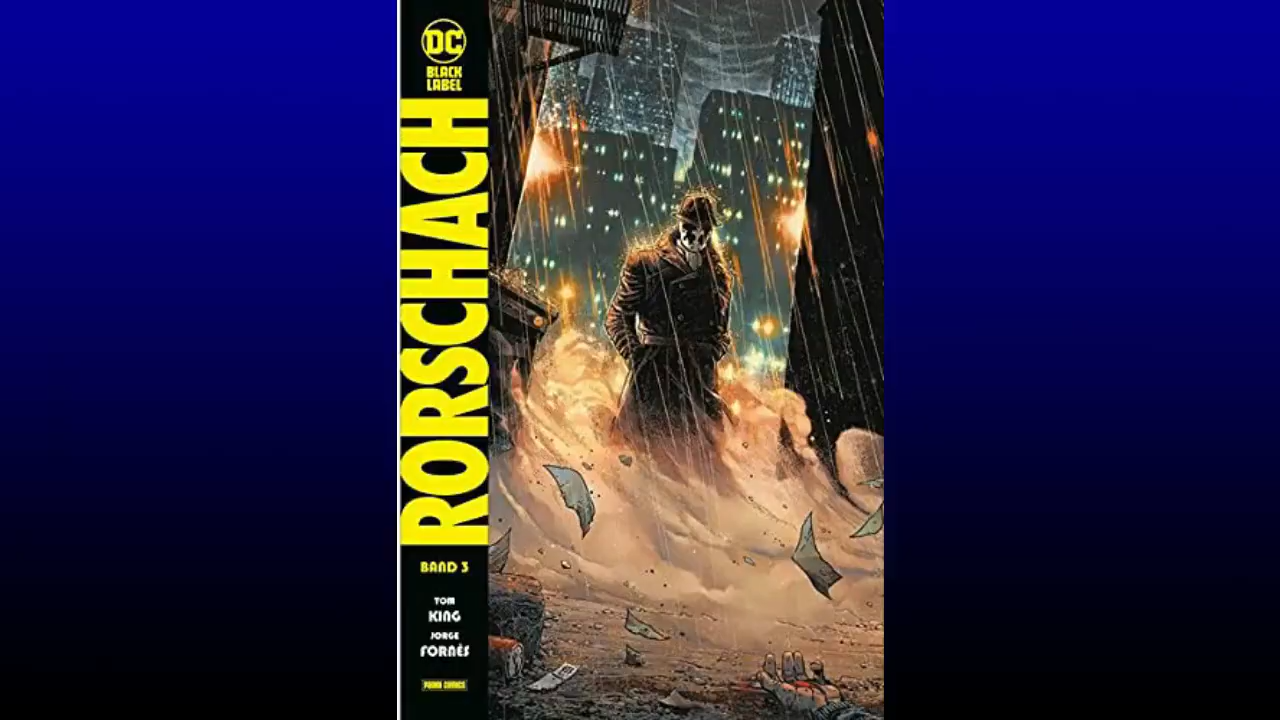 DC
BLACK
LABEL
RORSCHACH
BAND 3
TOM
KING
JORGE
FORNÉS
PANINI COMICS